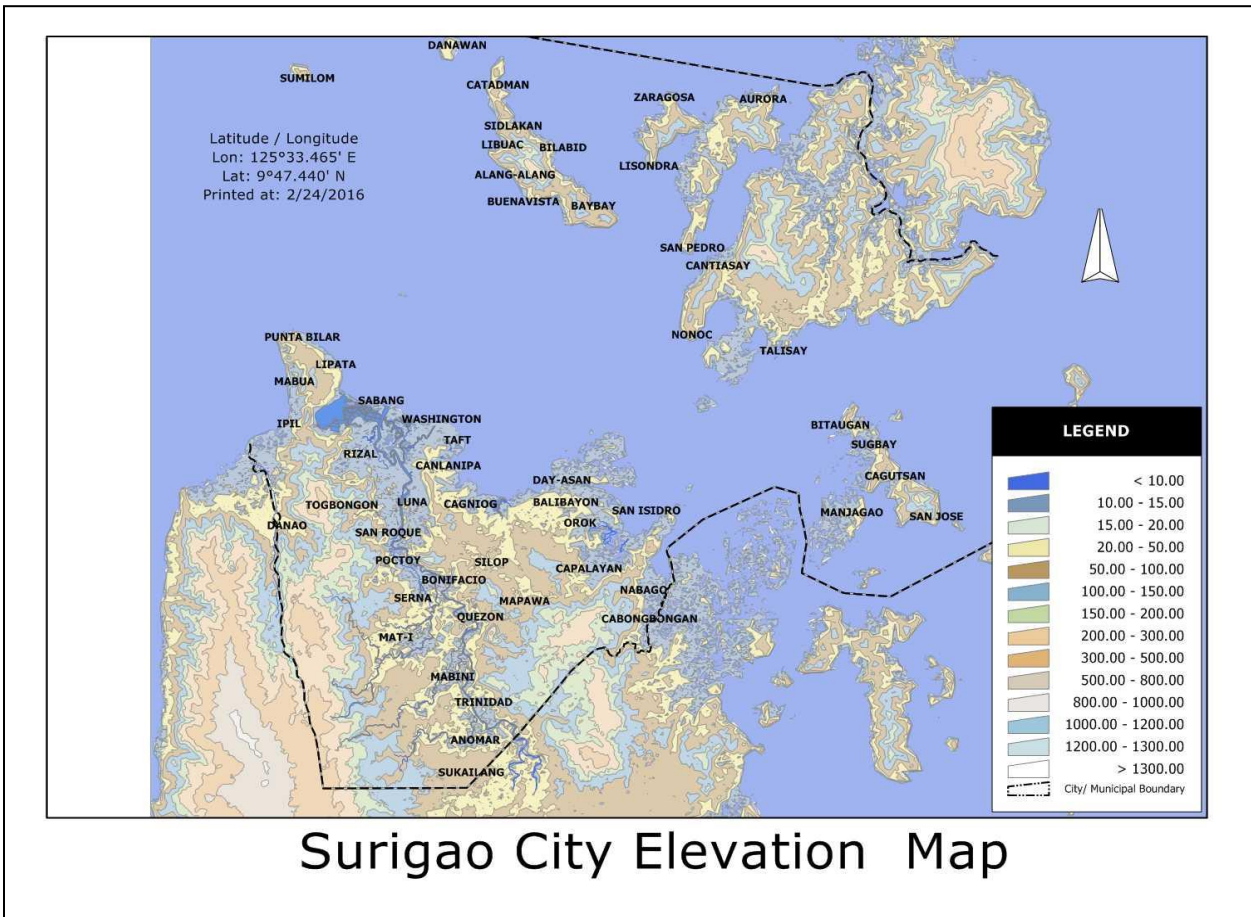 DANAWAN
SUMILOM
CATADMAN
ZARAGOSA
AURORA
SIDLAKAN
Latitude / Longitude
Lon: 125°33.465' E
Lat: 9°47.440' N
Printed at: 2/24/2016
LIBUAC
BILABID
LISONDRA
ALANG-ALANG
BUENAVISTA
BAYBAY
SAN PEDRO
CANTIASAY
NONOC
TALISAY
PUNTA BILAR
LIPATA
MABUA
SABANG
IPIL
WASHINGTON
TAFT
RIZAL
CANLANIPA
BITAUGAN
SUGBAY
DAY-ASAN
CAGUTSAN
TOGBONGON
LUNA
CAGNIOG
BALIBAYON
SAN ISIDRO
MANJAGAO
SAN JOSE
DANAO
SAN ROQUE
OROK
POCTOY
SILOP
CAPALAYAN
BONIFACIO
NABAGO
SERNA
MAPAWA
QUEZON
CABONGBONGAN
MAT-I
MABINI
TRINIDAD
ANOMAR
SUKAILANG
LEGEND
< 10.00
10.00 - 15.00
15.00 - 20.00
20.00 - 50.00
50.00 - 100.00
100.00 - 150.00
150.00 - 200.00
200.00 - 300.00
300.00 - 500.00
500.00 - 800.00
800.00 - 1000.00
1000.00 - 1200.00
1200.00 - 1300.00
> 1300.00
City/ Municipal Boundary
Surigao City Elevation Map